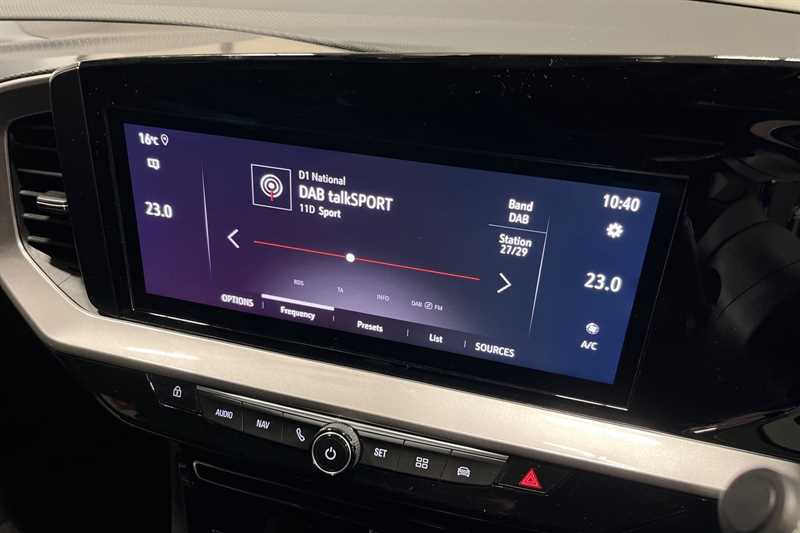 16°C
23.0
D1 National
DAB talkSPORT
11D Sport
Band
DAB
Station
27/29
10:40
23.0
A/C
RDS
TA
INFO
DAB FM
OPTIONS
Frequency
Presets
List
SOURCES
AUDIO
NAV
SET